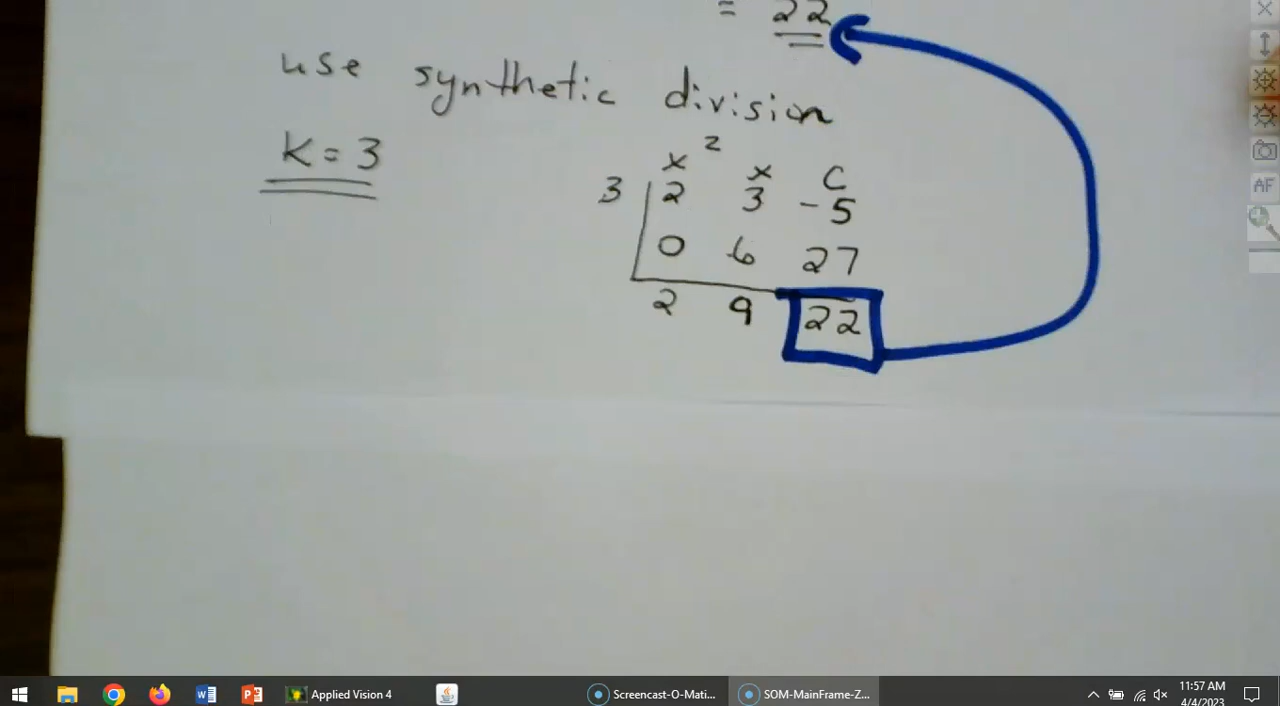 = 22
use synthetic division
K = 3
x² x C
3 2 3 -5
0 6 27
2 9 22
AF
Applied Vision 4
Screencast-O-Mati...
SOM-MainFrame-Z...
11:57 AM
4/4/2023